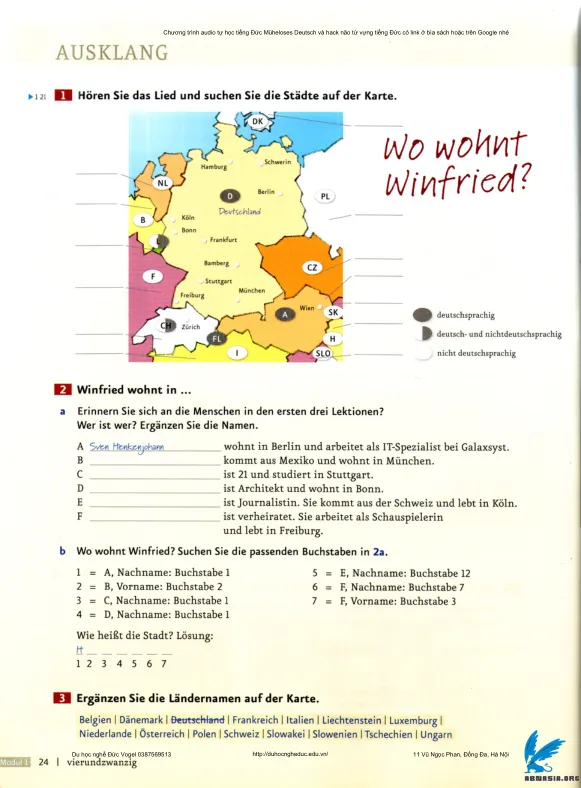 Chương trình audio tự học tiếng Đức Müheloses Deutsch và hack não từ vựng tiếng Đức có link ở bìa sách hoặc trên Google nhé
AUSKLANG
▶1 21 1 Hören Sie das Lied und suchen Sie die Städte auf der Karte.
Wo wohnt
Winfried?
DK
Hamburg
Schwerin
NL
D
Berlin
PL
Deutschland
B
Köln
Bonn
L
Frankfurt
Bamberg
CZ
F
Stuttgart
München
Freiburg
Wien
SK
A
CH
Zürich
FL
H
I
SLO
deutschsprachig
deutsch- und nichtdeutschsprachig
nicht deutschsprachig
2 Winfried wohnt in ...
a Erinnern Sie sich an die Menschen in den ersten drei Lektionen?
Wer ist wer? Ergänzen Sie die Namen.
A Sven Henkenjohann wohnt in Berlin und arbeitet als IT-Spezialist bei Galaxsyst.
B ____ kommt aus Mexiko und wohnt in München.
C ____ ist 21 und studiert in Stuttgart.
D ____ ist Architekt und wohnt in Bonn.
E ____ ist Journalistin. Sie kommt aus der Schweiz und lebt in Köln.
F ____ ist verheiratet. Sie arbeitet als Schauspielerin
und lebt in Freiburg.
b Wo wohnt Winfried? Suchen Sie die passenden Buchstaben in 2a.
1 = A, Nachname: Buchstabe 1
2 = B, Vorname: Buchstabe 2
3 = C, Nachname: Buchstabe 1
4 = D, Nachname: Buchstabe 1
5 = E, Nachname: Buchstabe 12
6 = F, Nachname: Buchstabe 7
7 = F, Vorname: Buchstabe 3
Wie heißt die Stadt? Lösung:
H _ _ _ _ _ _
1 2 3 4 5 6 7
3 Ergänzen Sie die Ländernamen auf der Karte.
Belgien | Dänemark | Deutschland | Frankreich | Italien | Liechtenstein | Luxemburg |
Niederlande | Österreich | Polen | Schweiz | Slowakei | Slowenien | Tschechien | Ungarn
Du học nghề Đức Vogel 0387569513
http://duhocngheduc.edu.vn/
11 Vũ Ngọc Phan, Đống Đa, Hà Nội
Modul 1 24 | vierundzwanzig
ABWASIA.ORG